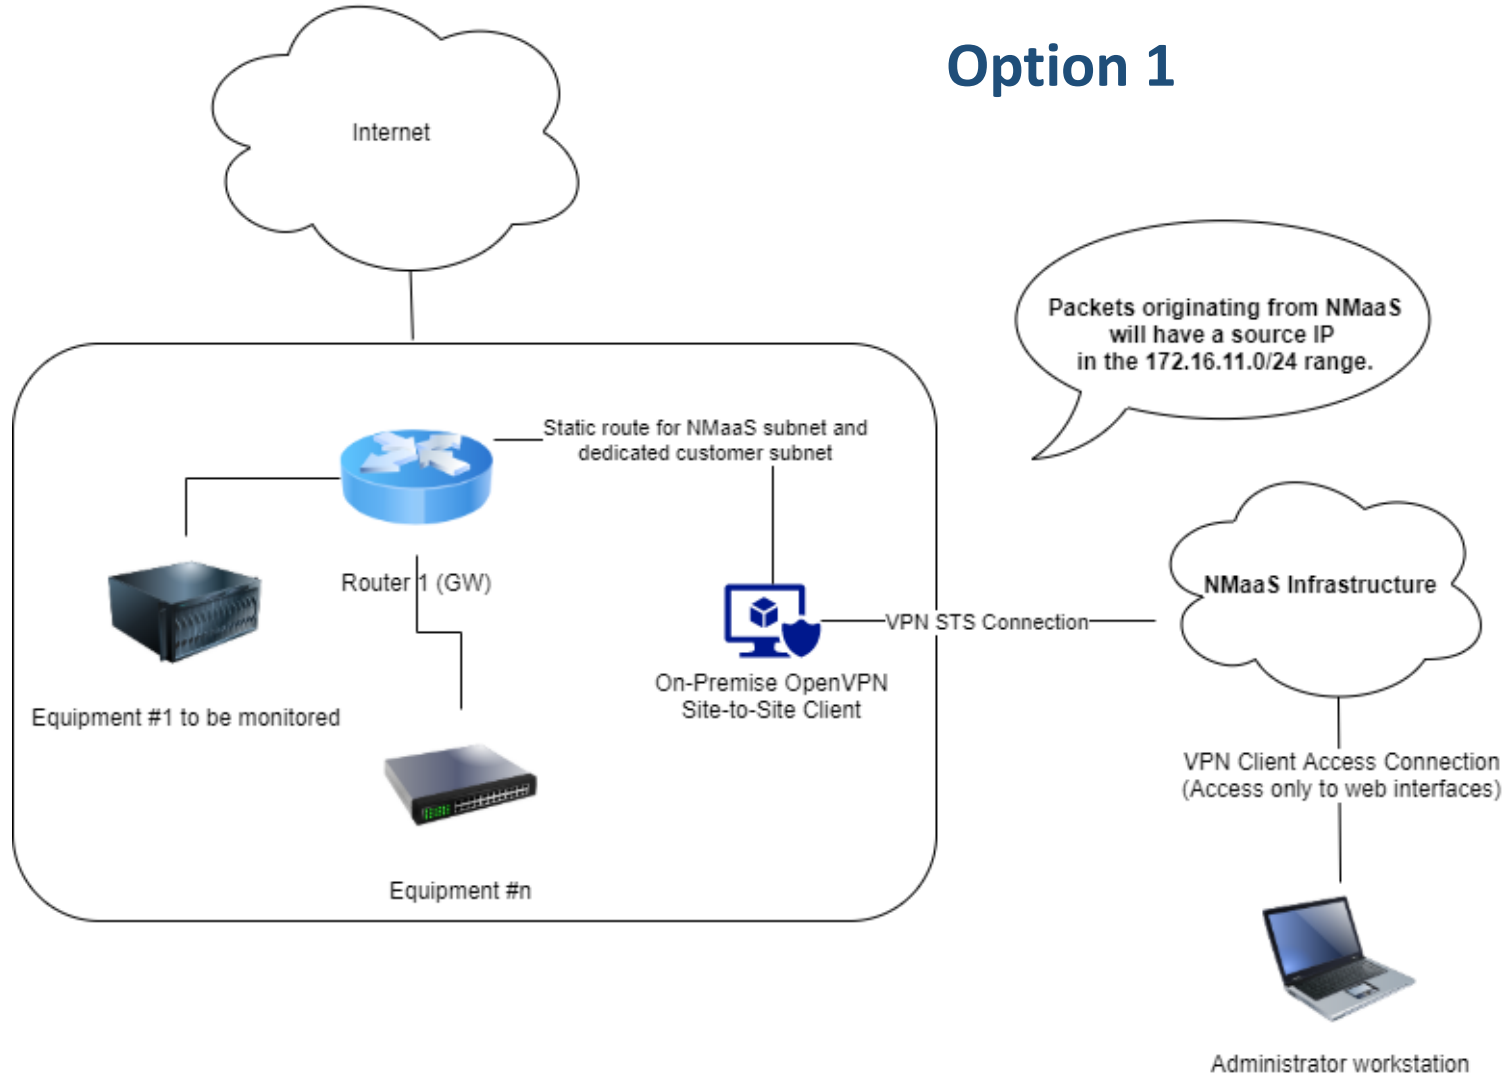 Option 1
Internet
Packets originating from NMaaS
will have a source IP
in the 172.16.11.0/24 range.
Static route for NMaaS subnet and
dedicated customer subnet
Router 1 (GW)
NMaaS Infrastructure
VPN STS Connection
On-Premise OpenVPN
Site-to-Site Client
Equipment #1 to be monitored
VPN Client Access Connection
(Access only to web interfaces)
Equipment #n
Administrator workstation